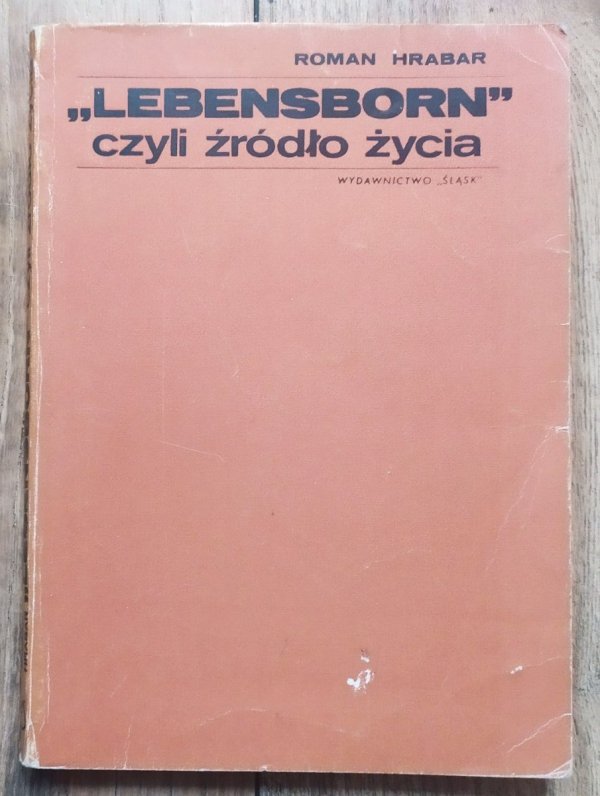 ROMAN HRABAR
„LEBENSBORN”
czyli źródło życia
WYDAWNICTWO „ŚLĄSK”